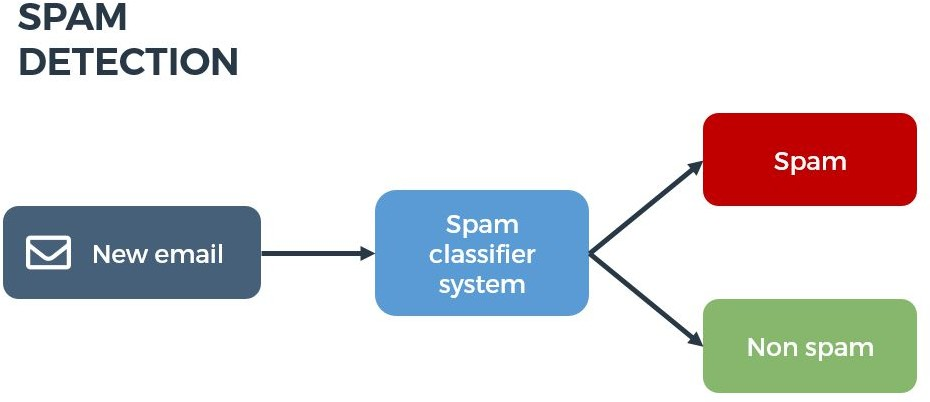 SPAM
DETECTION
New email
Spam
classifier
system
Spam
Non spam